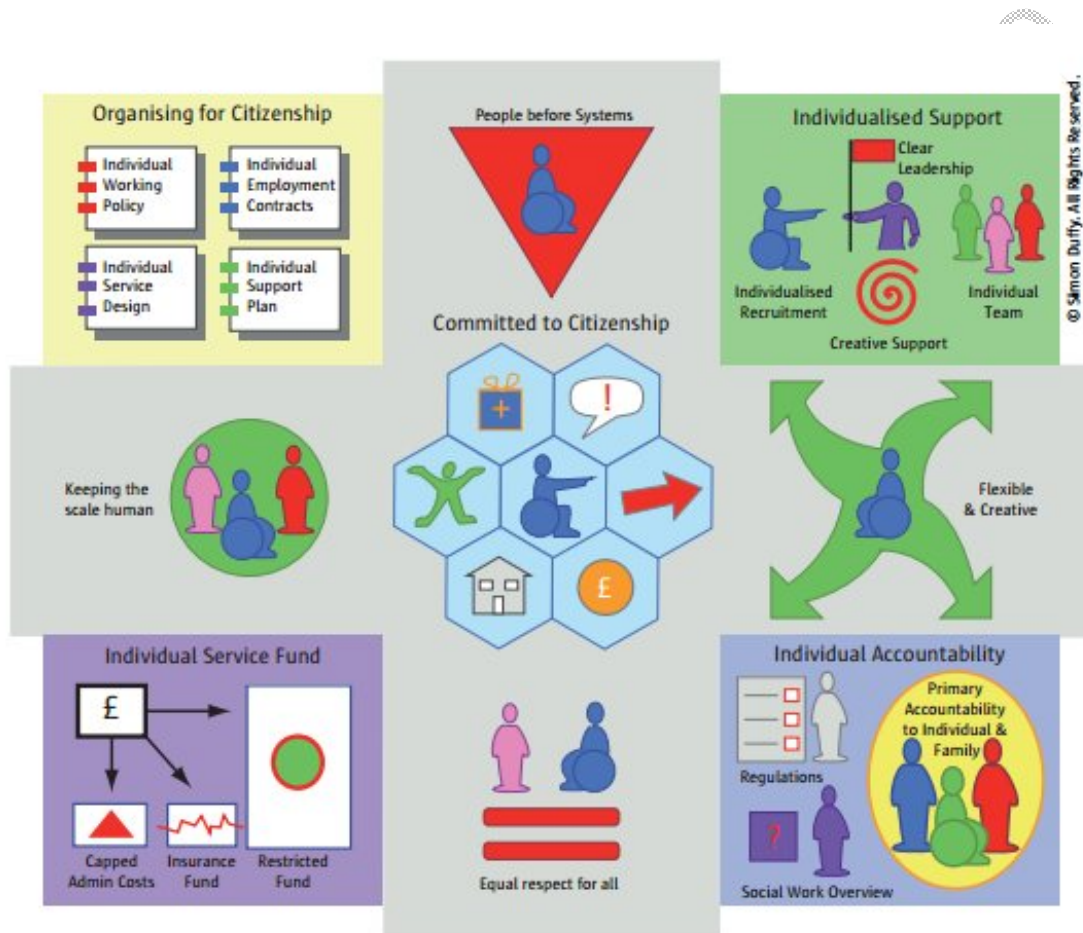 © Simon Duffy. All Rights Reserved.
Organising for Citizenship
Individual
Working
Policy
Individual
Employment
Contracts
Individual
Service
Design
Individual
Support
Plan
People before Systems
Individualised Support
Clear
Leadership
Individualised
Recruitment
Creative Support
Individual
Team
Committed to Citizenship
+
!
£
Keeping the
scale human
Flexible
& Creative
Individual Service Fund
£
Capped
Admin Costs
Insurance
Fund
Restricted
Fund
Equal respect for all
Individual Accountability
Primary
Accountability
to Individual &
Family
Regulations
?
Social Work Overview